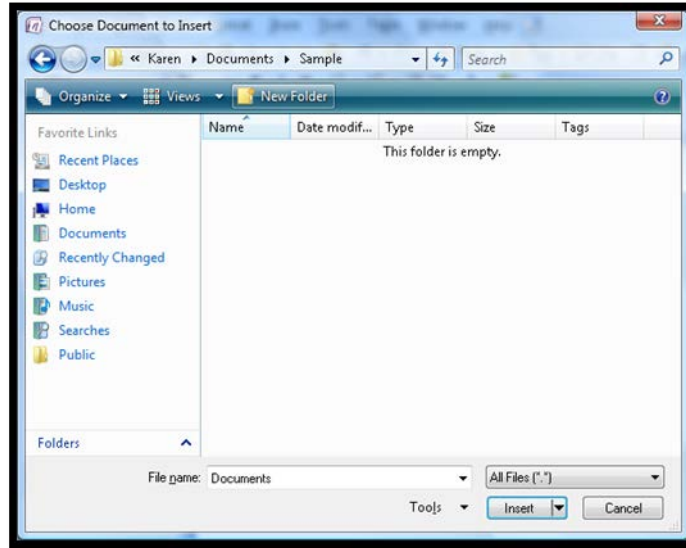 Choose Document to Insert
« Karen ▸ Documents ▸ Sample
Search
Organize
Views
New Folder
Favorite Links
Name
Date modif...
Type
Size
Tags
This folder is empty.
Recent Places
Desktop
Home
Documents
Recently Changed
Pictures
Music
Searches
Public
Folders
File name: Documents
All Files (*.*)
Tools
Insert
Cancel